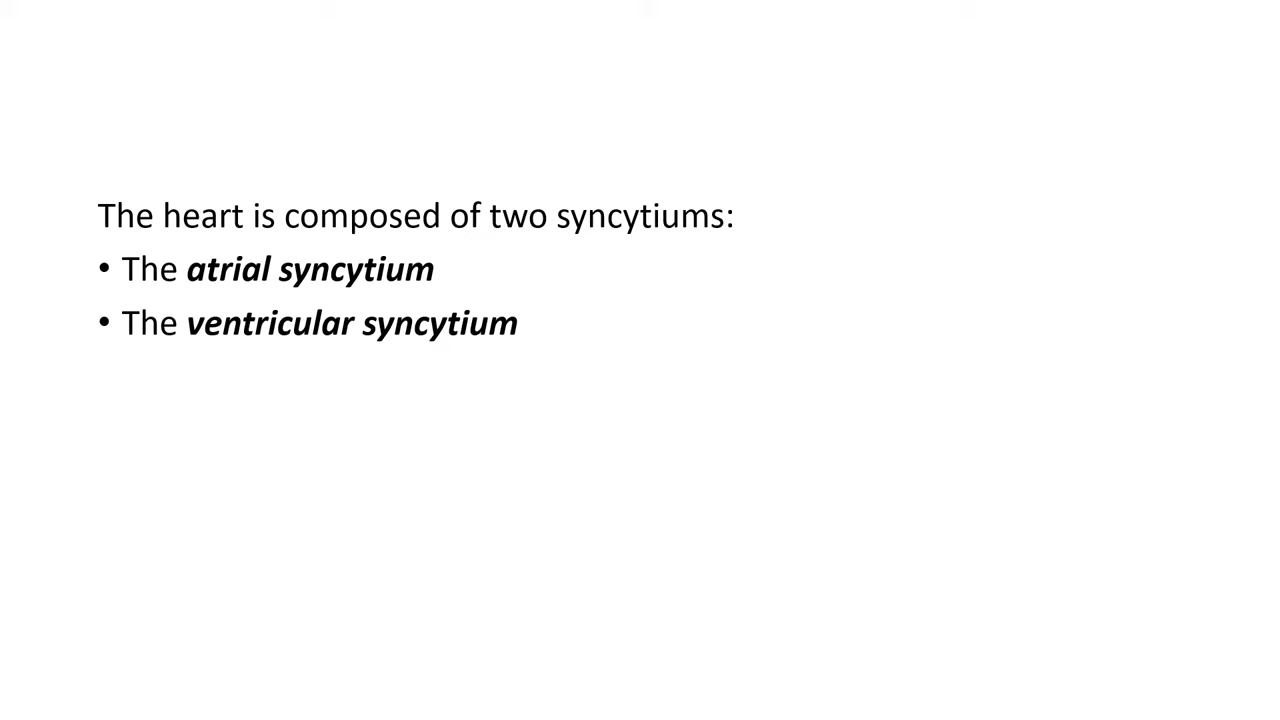 The heart is composed of two syncytiums:
• The atrial syncytium
• The ventricular syncytium